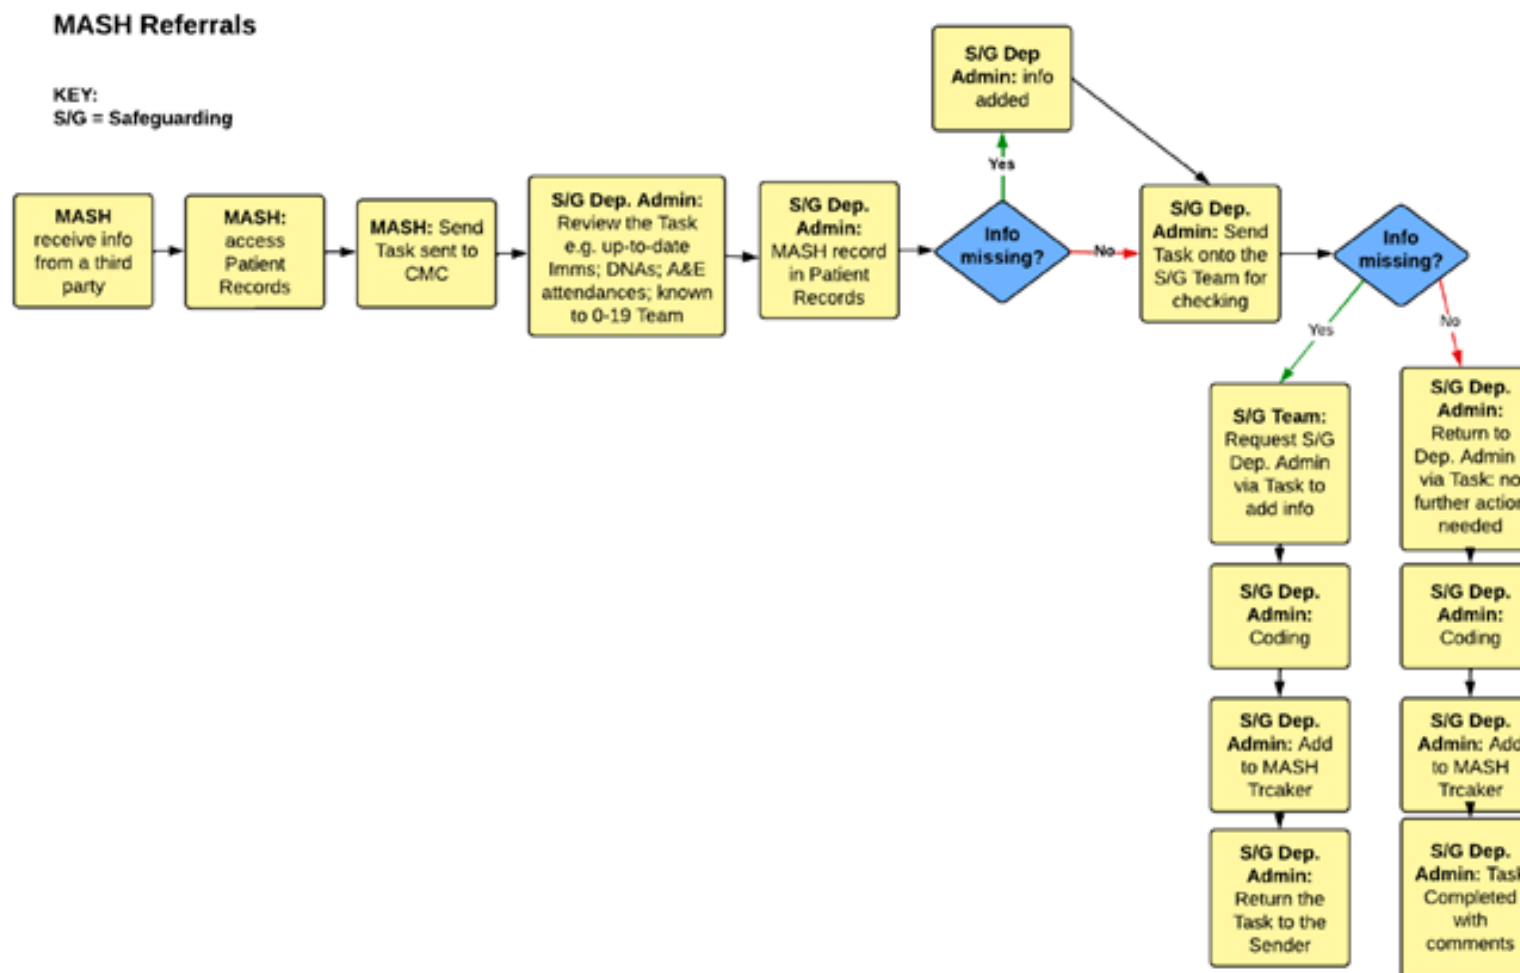 MASH Referrals
KEY:
S/G = Safeguarding
MASH
receive info
from a third
party
MASH:
access
Patient
Records
MASH: Send
Task sent to
CMC
S/G Dep. Admin:
Review the Task
e.g. up-to-date
Imms; DNAs; A&E
attendances; known
to 0-19 Team
S/G Dep.
Admin:
MASH record
in Patient
Records
Info
missing?
Yes
S/G Dep
Admin: info
added
No
S/G Dep.
Admin: Send
Task onto the
S/G Team for
checking
Info
missing?
Yes
S/G Team:
Request S/G
Dep. Admin
via Task to
add info
S/G Dep.
Admin:
Coding
S/G Dep.
Admin: Add
to MASH
Trcaker
S/G Dep.
Admin:
Return the
Task to the
Sender
No
S/G Dep.
Admin:
Return to
Dep. Admin
via Task: no
further action
needed
S/G Dep.
Admin:
Coding
S/G Dep.
Admin: Add
to MASH
Trcaker
S/G Dep.
Admin: Task
Completed
with
comments